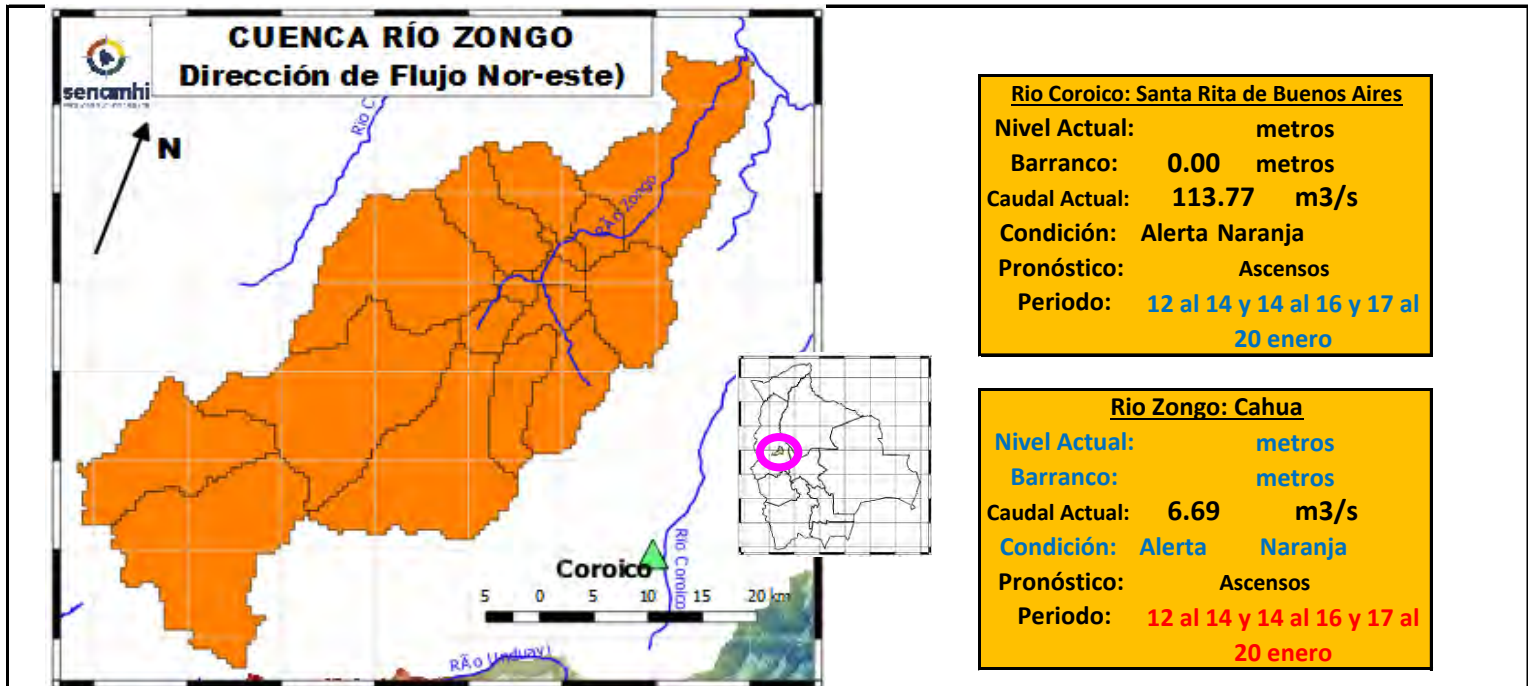 CUENCA RÍO ZONGO
Dirección de Flujo Nor-este)
senamhi
N
Río C
RÃo Zongo
Coroico
Río Coroico
5 0 5 10 15 20 km
RÃo Unduavi
Rio Coroico: Santa Rita de Buenos Aires
Nivel Actual: metros
Barranco: 0.00 metros
Caudal Actual: 113.77 m3/s
Condición: Alerta Naranja
Pronóstico: Ascensos
Periodo: 12 al 14 y 14 al 16 y 17 al
20 enero
Rio Zongo: Cahua
Nivel Actual: metros
Barranco: metros
Caudal Actual: 6.69 m3/s
Condición: Alerta Naranja
Pronóstico: Ascensos
Periodo: 12 al 14 y 14 al 16 y 17 al
20 enero